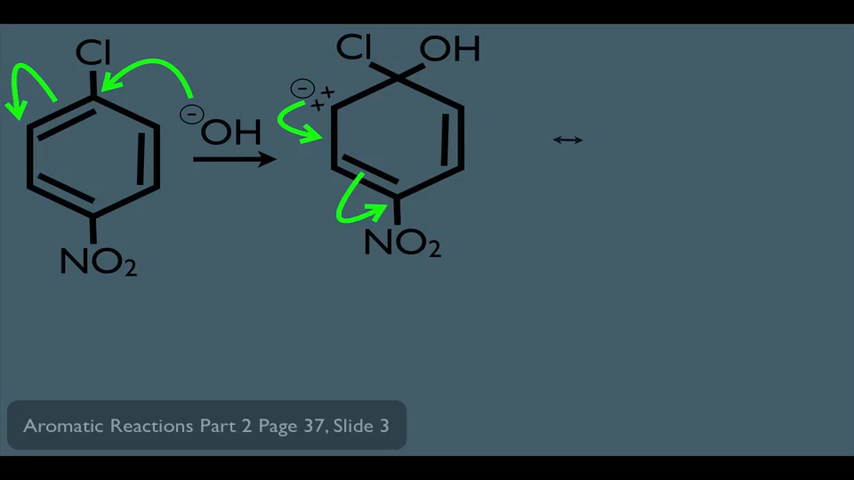 Cl
⊖OH
NO₂
Cl OH
⊖
NO₂
Aromatic Reactions Part 2 Page 37, Slide 3